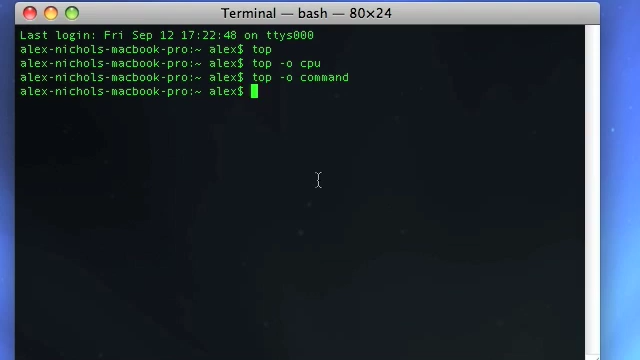 Terminal — bash — 80×24
Last login: Fri Sep 12 17:22:48 on ttys000
alex-nichols-macbook-pro:~ alex$ top
alex-nichols-macbook-pro:~ alex$ top -o cpu
alex-nichols-macbook-pro:~ alex$ top -o command
alex-nichols-macbook-pro:~ alex$